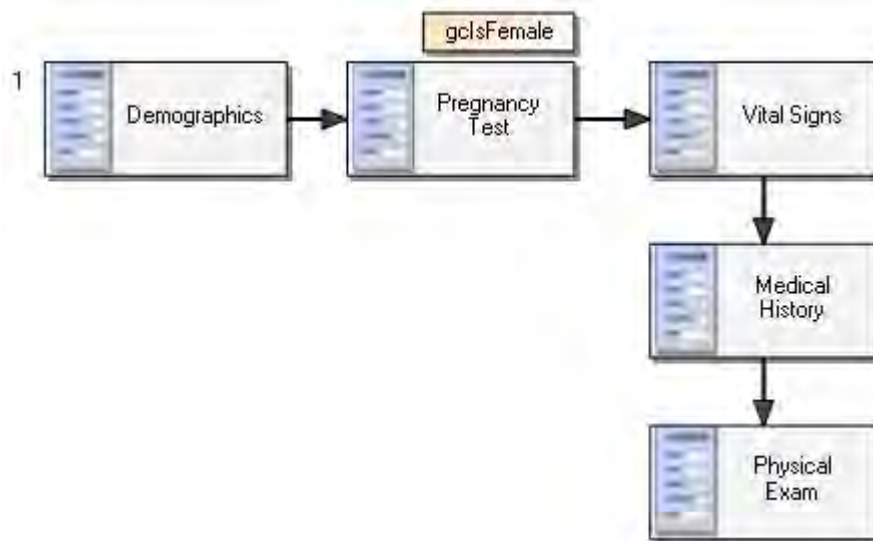 gcIsFemale
1
Demographics
Pregnancy
Test
Vital Signs
Medical
History
Physical
Exam